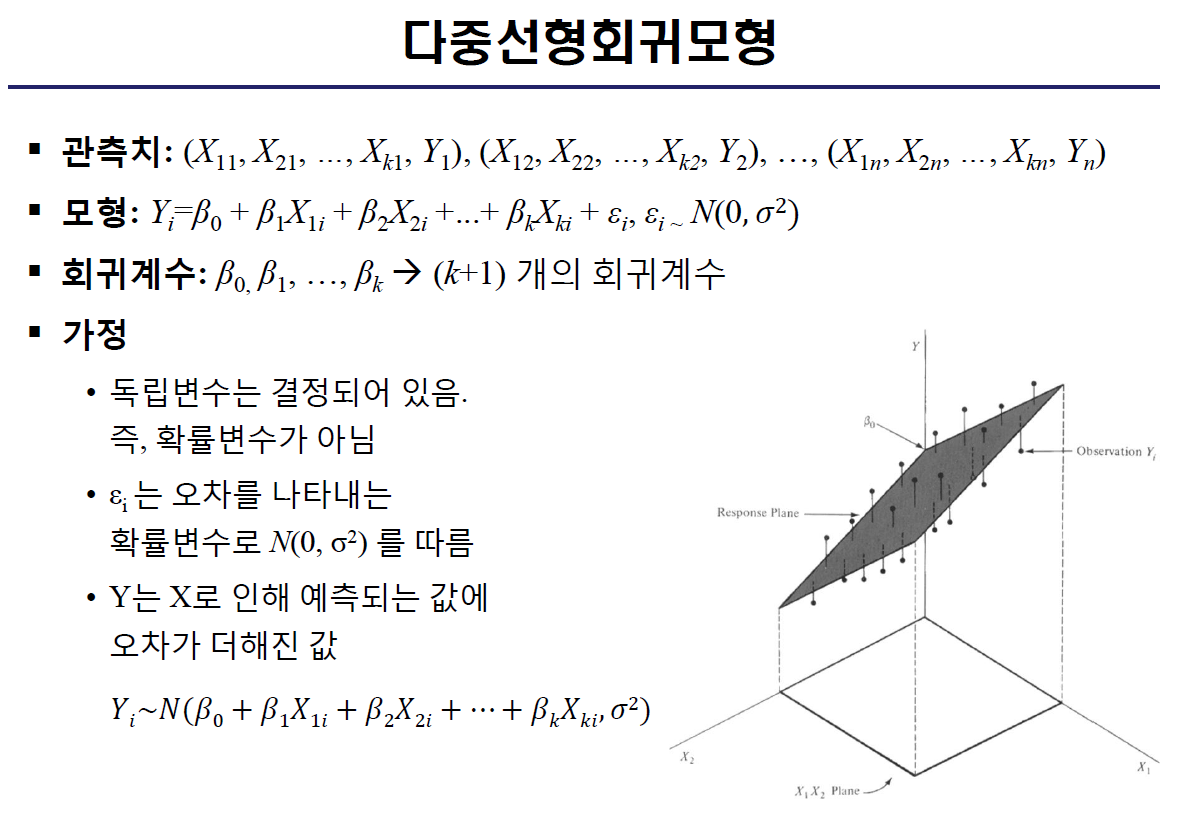 다중선형회귀모형
▪ 관측치: (X₁₁, X₂₁, ..., Xₖ₁, Y₁), (X₁₂, X₂₂, ..., Xₖ₂, Y₂), …, (X₁ₙ, X₂ₙ, ..., Xₖₙ, Yₙ)
▪ 모형: Yᵢ=β₀ + β₁X₁ᵢ + β₂X₂ᵢ +...+ βₖXₖᵢ + εᵢ, εᵢ ~ N(0, σ²)
▪ 회귀계수: β₀, β₁, …, βₖ → (k+1) 개의 회귀계수
▪ 가정
• 독립변수는 결정되어 있음.
즉, 확률변수가 아님
• εᵢ 는 오차를 나타내는
확률변수로 N(0, σ²) 를 따름
• Y는 X로 인해 예측되는 값에
오차가 더해진 값
Yᵢ~N(β₀ + β₁X₁ᵢ + β₂X₂ᵢ + ⋯ + βₖXₖᵢ, σ²)
Y
β₀
Observation Yᵢ
Response Plane
X₂
X₁
X₁ X₂ Plane